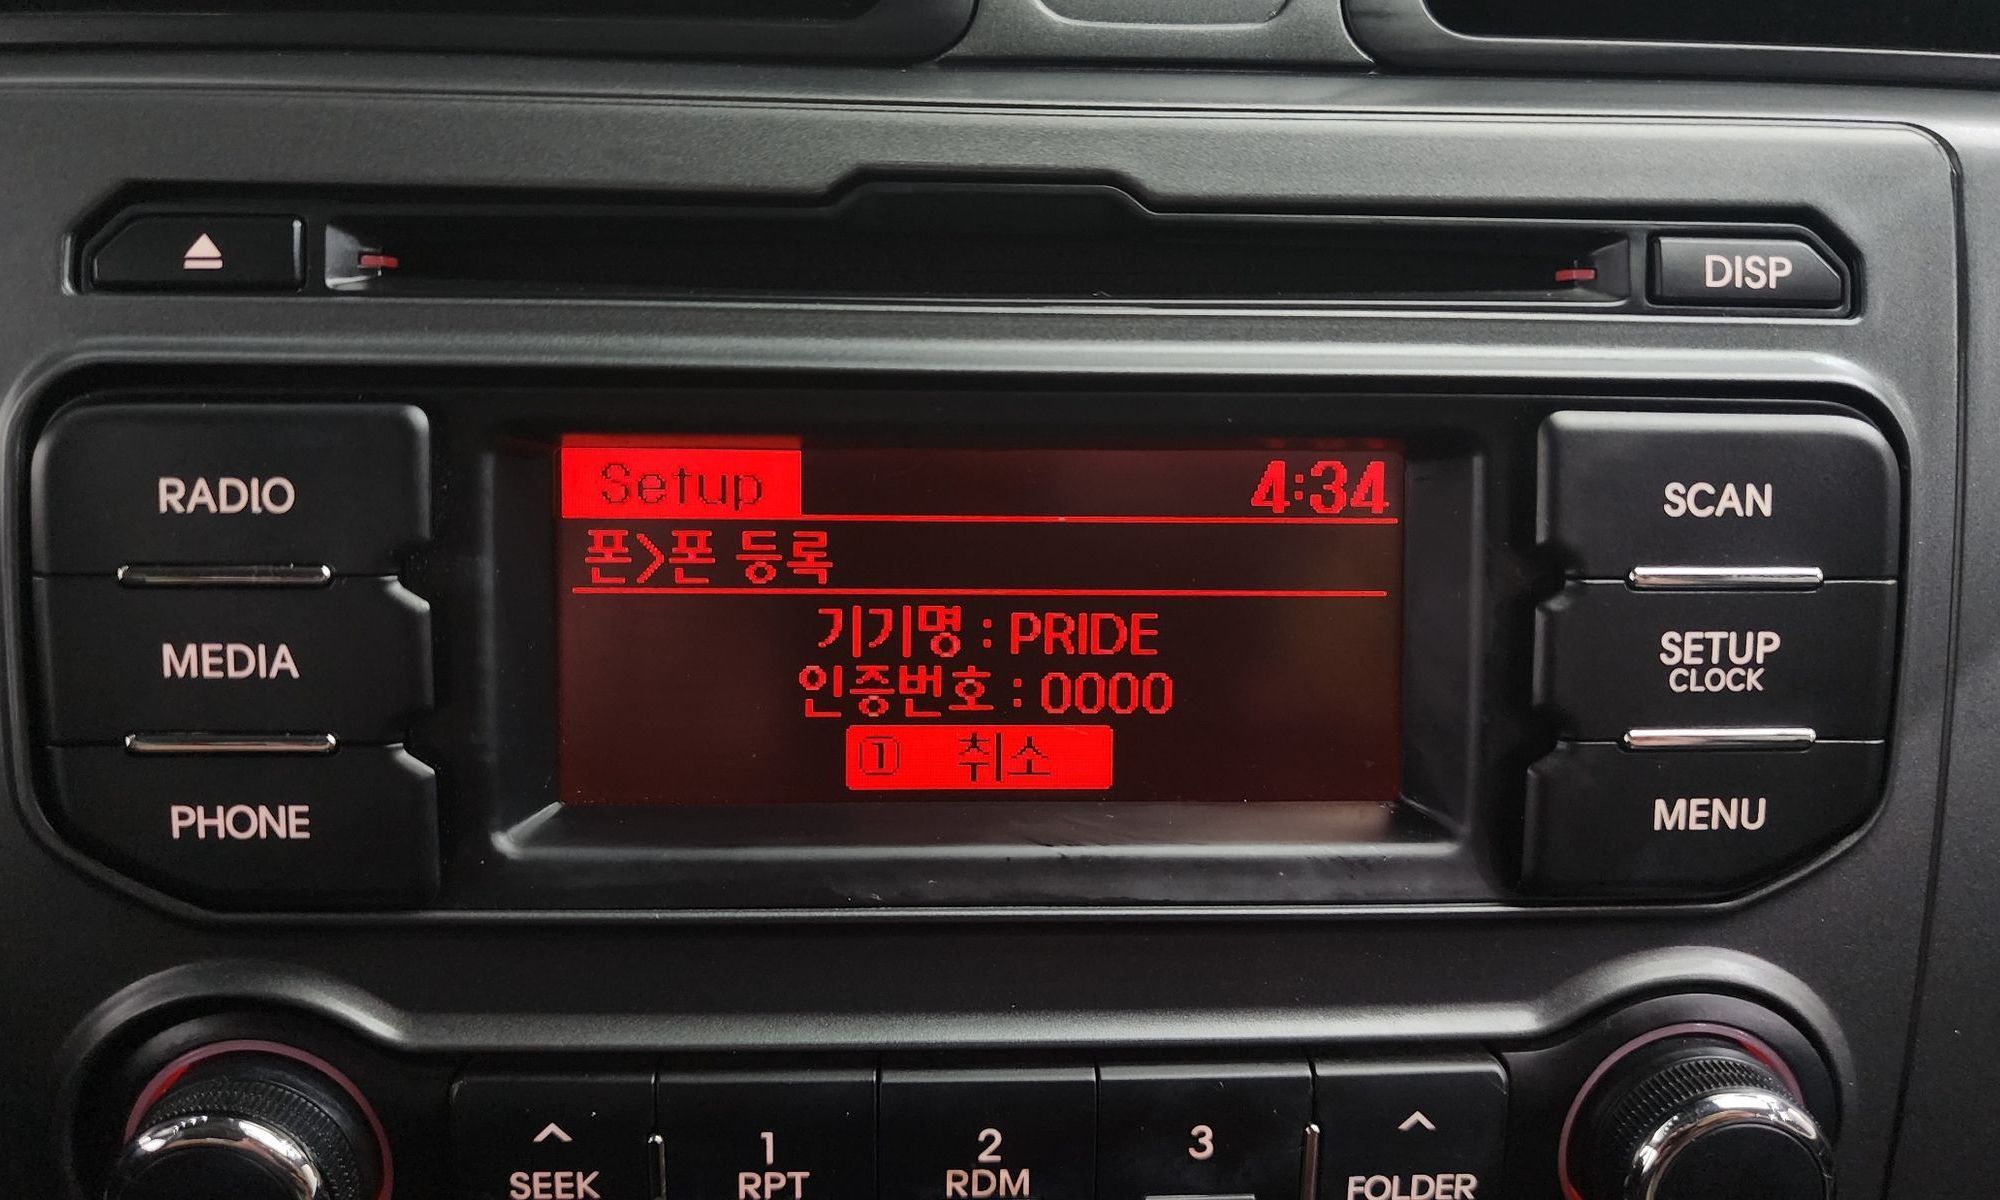 DISP
RADIO
MEDIA
PHONE
Setup 4:34
폰>폰 등록
기기명 : PRIDE
인증번호 : 0000
① 취소
SCAN
SETUP
CLOCK
MENU
SEEK
1
RPT
2
RDM
3
FOLDER